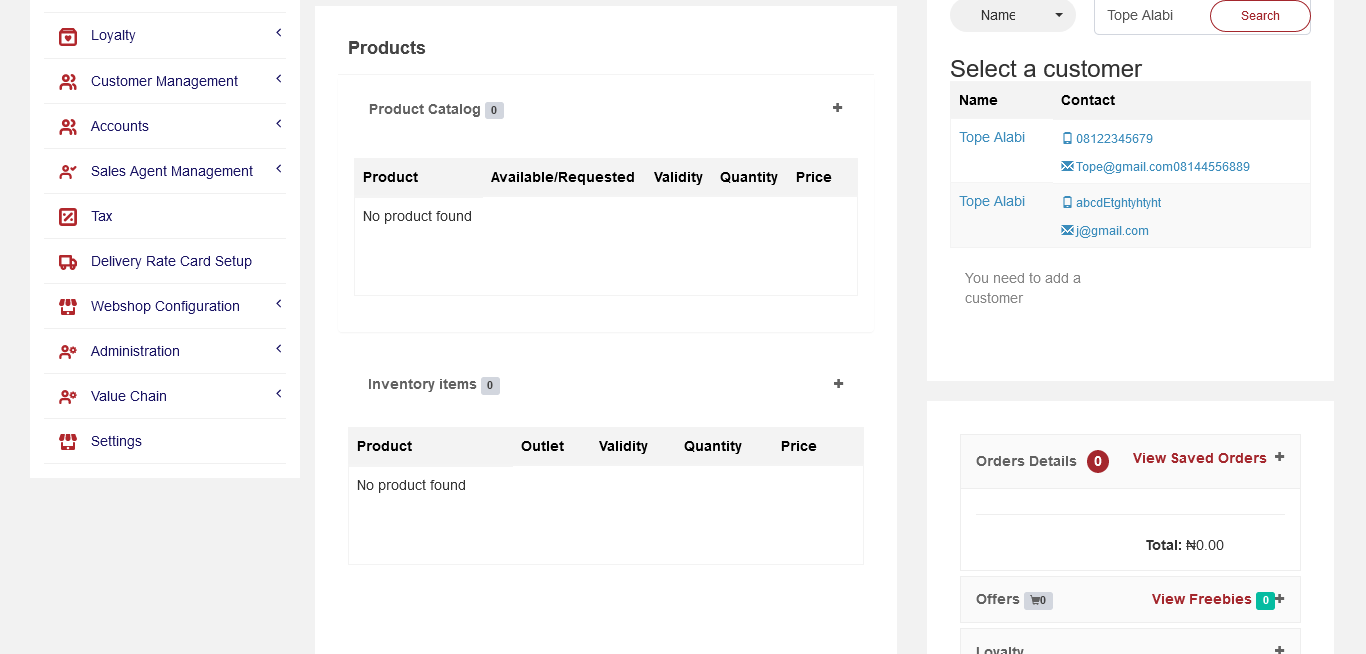 Loyalty
Customer Management
Accounts
Sales Agent Management
Tax
Delivery Rate Card Setup
Webshop Configuration
Administration
Value Chain
Settings
Products
Product Catalog 0
Product Available/Requested Validity Quantity Price
No product found
Inventory items 0
Product Outlet Validity Quantity Price
No product found
Name Tope Alabi Search
Select a customer
Name Contact
Tope Alabi 08122345679
Tope@gmail.com08144556889
Tope Alabi abcdEtghtyhtyht
j@gmail.com
You need to add a
customer
Orders Details 0 View Saved Orders
Total: ₦0.00
Offers 0 View Freebies 0
Loyalty